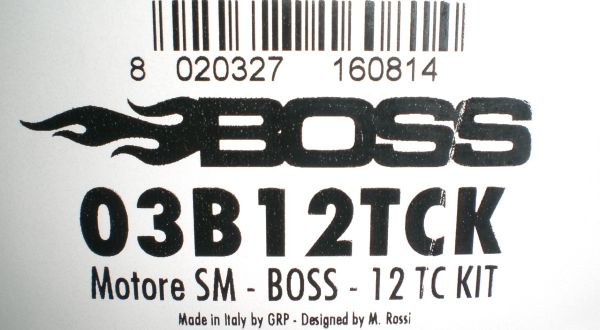 8 020327 160814
BOSS
03B12TCK
Motore SM - BOSS - 12 TC KIT
Made in Italy by GRP - Designed by M. Rossi